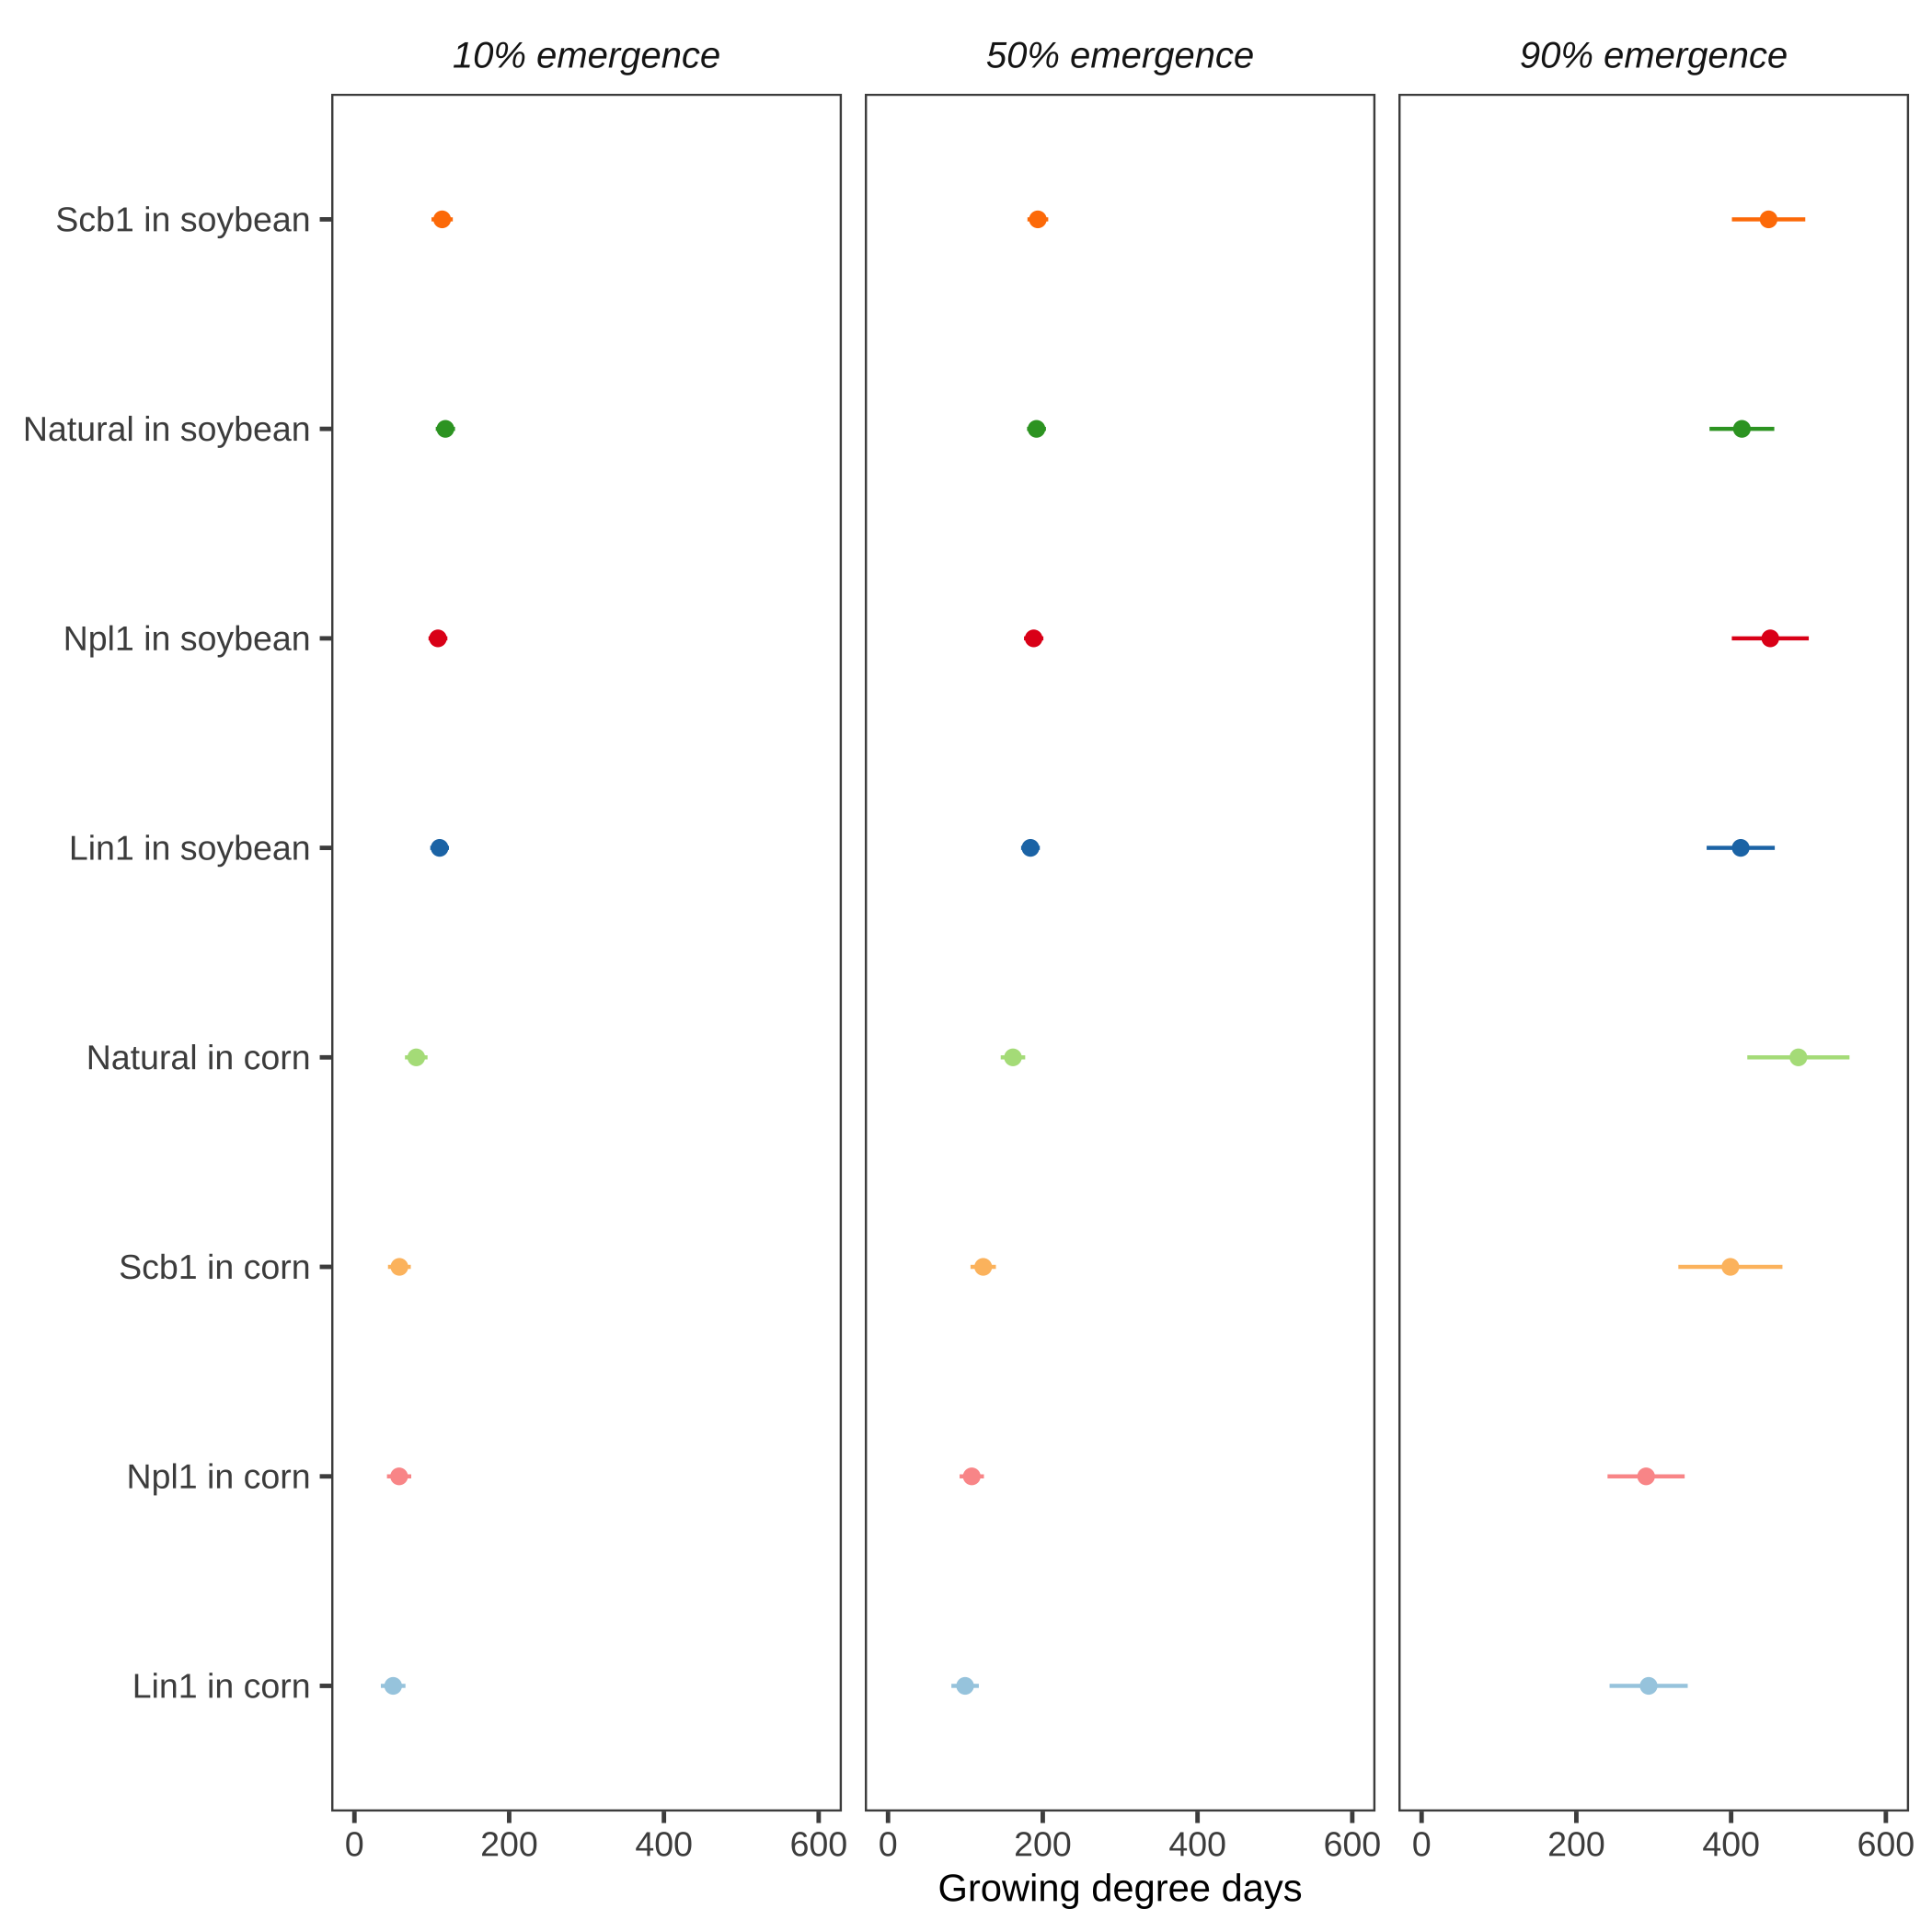 10% emergence
50% emergence
90% emergence
Scb1 in soybean
Natural in soybean
Npl1 in soybean
Lin1 in soybean
Natural in corn
Scb1 in corn
Npl1 in corn
Lin1 in corn
0 200 400 600
0 200 400 600
0 200 400 600
Growing degree days